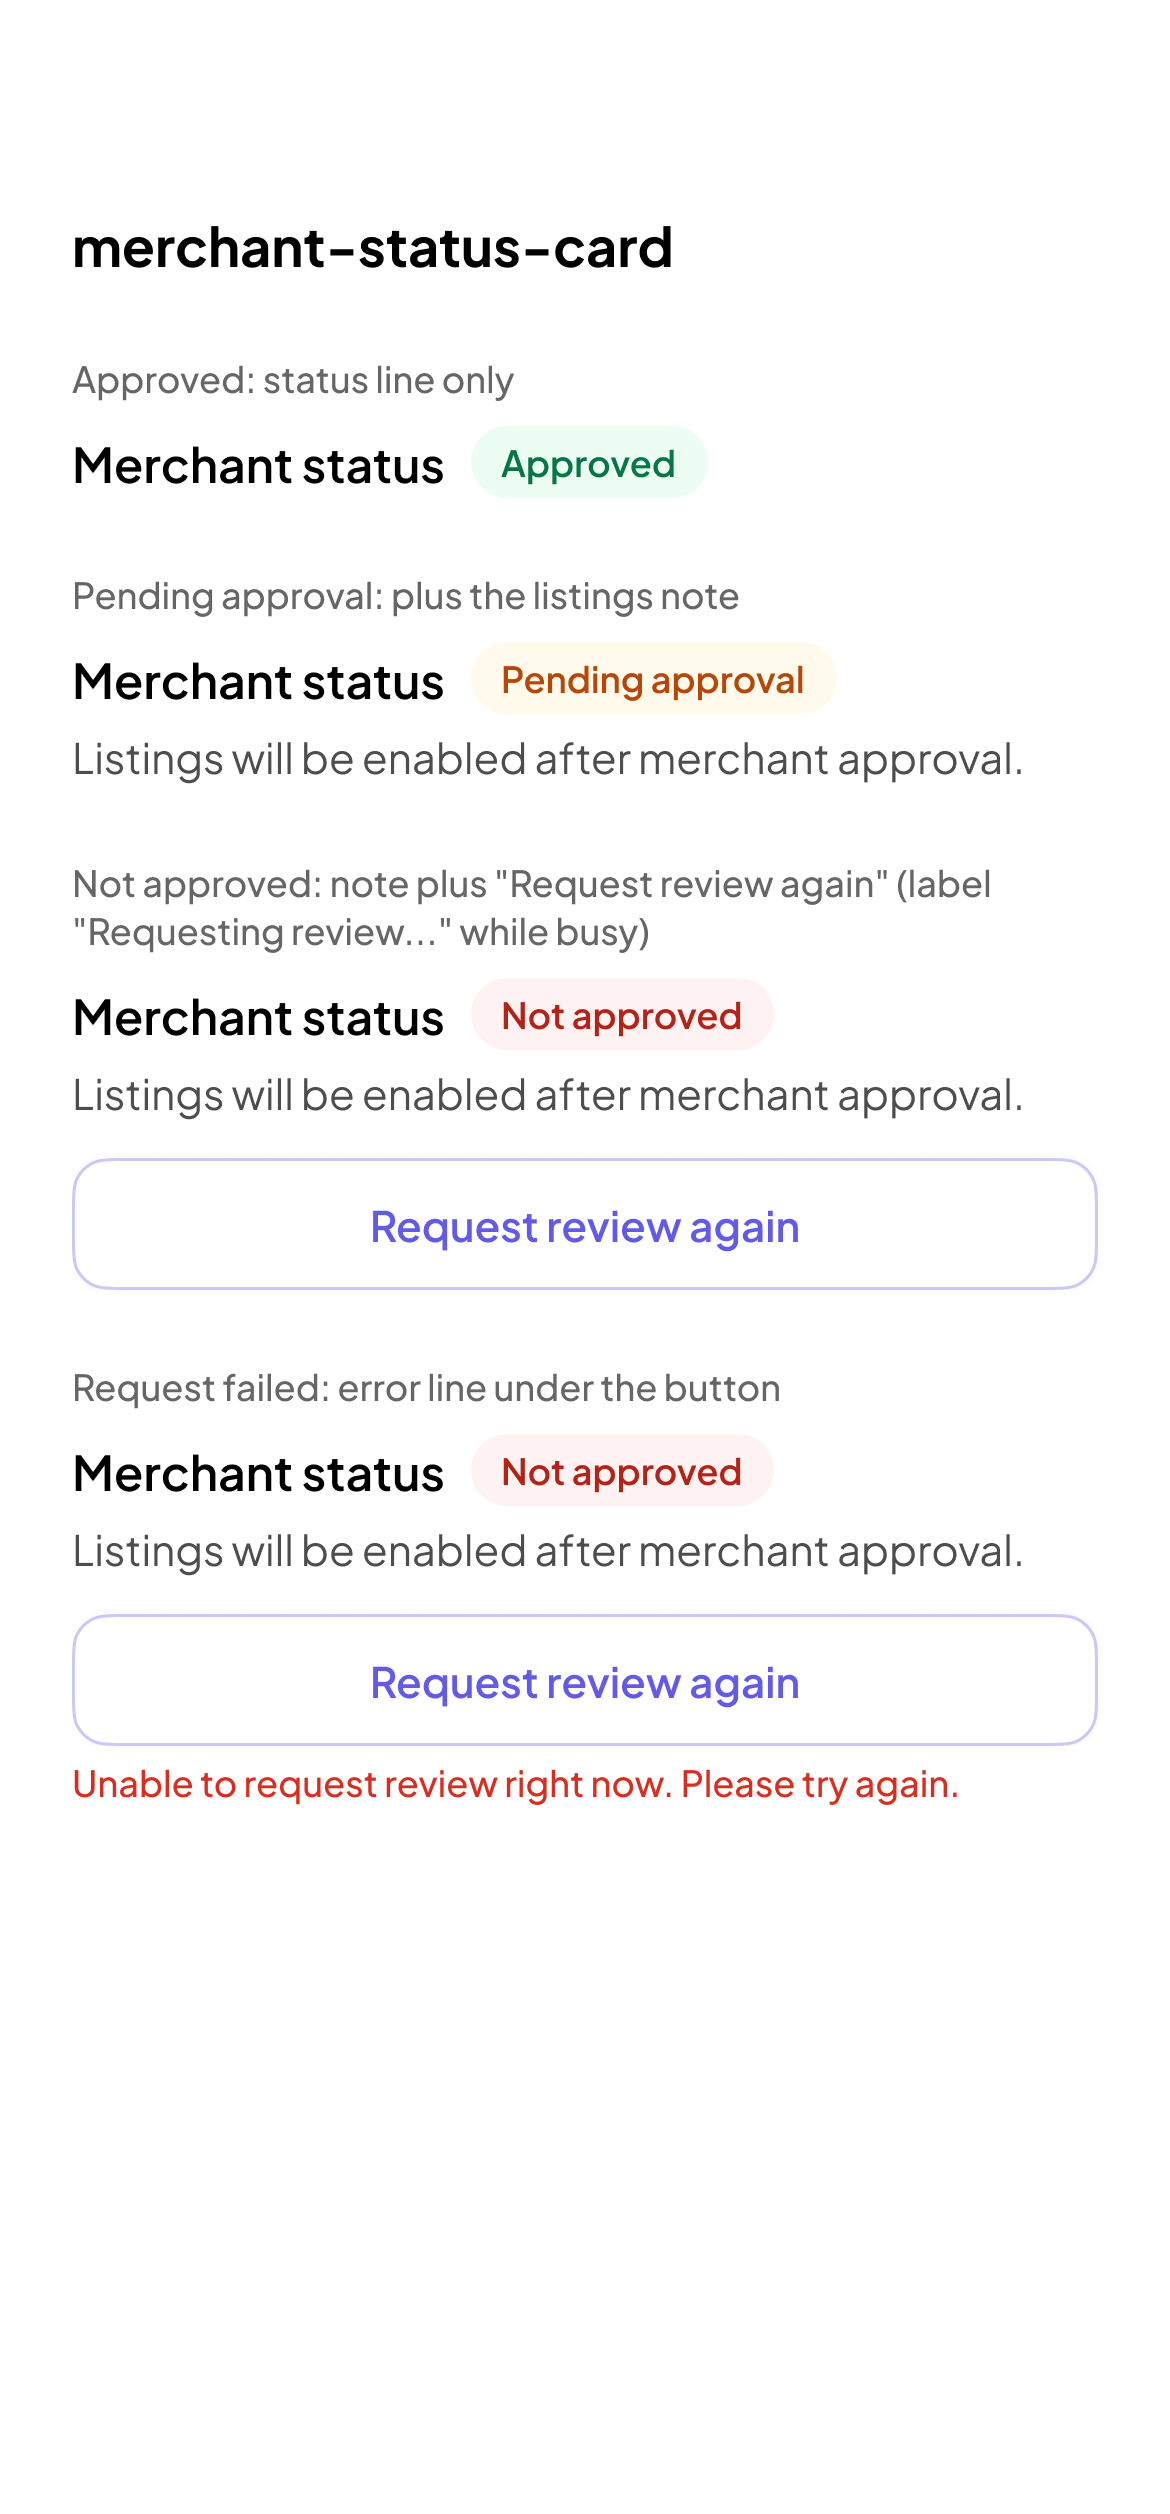 merchant-status-card
Approved: status line only
Merchant status Approved
Pending approval: plus the listings note
Merchant status Pending approval
Listings will be enabled after merchant approval.
Not approved: note plus "Request review again" (label
"Requesting review..." while busy)
Merchant status Not approved
Listings will be enabled after merchant approval.
Request review again
Request failed: error line under the button
Merchant status Not approved
Listings will be enabled after merchant approval.
Request review again
Unable to request review right now. Please try again.